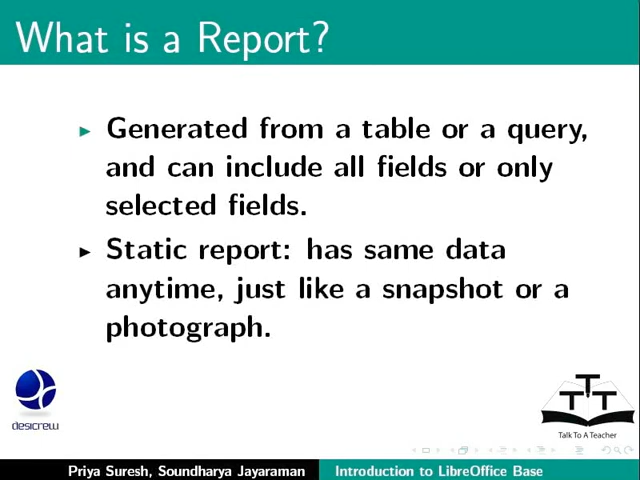 What is a Report?
Generated from a table or a query,
and can include all fields or only
selected fields.
Static report: has same data
anytime, just like a snapshot or a
photograph.
desicrew
T T T
Talk To A Teacher
Priya Suresh, Soundharya Jayaraman Introduction to LibreOffice Base